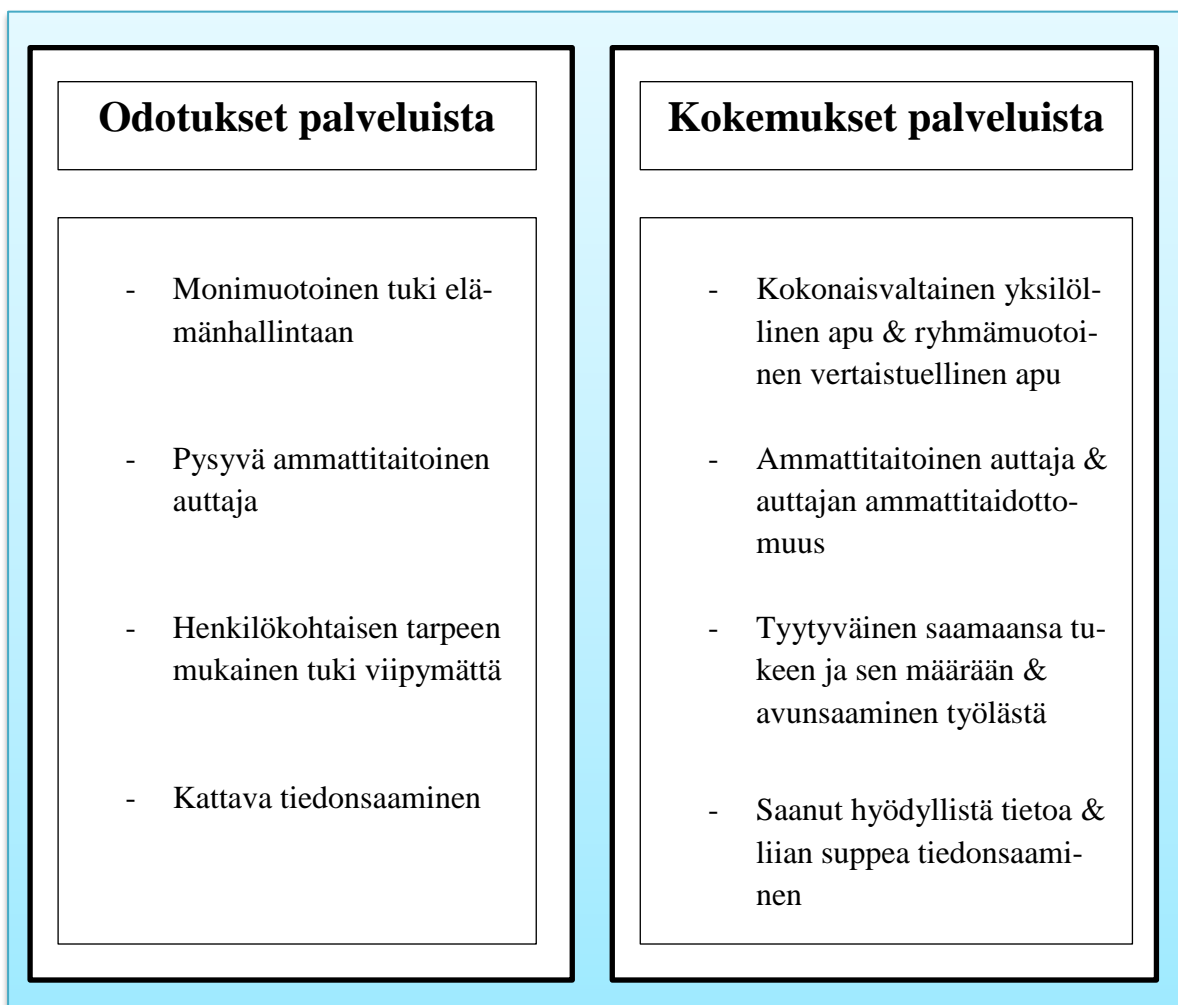 Odotukset palveluista
- Monimuotoinen tuki elä-
mänhallintaan
- Pysyvä ammattitaitoinen
auttaja
- Henkilökohtaisen tarpeen
mukainen tuki viipymättä
- Kattava tiedonsaaminen
Kokemukset palveluista
- Kokonaisvaltainen yksilöl-
linen apu & ryhmämuotoi-
nen vertaistuellinen apu
- Ammattitaitoinen auttaja &
auttajan ammattitaidotto-
muus
- Tyytyväinen saamaansa tu-
keen ja sen määrään &
avunsaaminen työlästä
- Saanut hyödyllistä tietoa &
liian suppea tiedonsaami-
nen